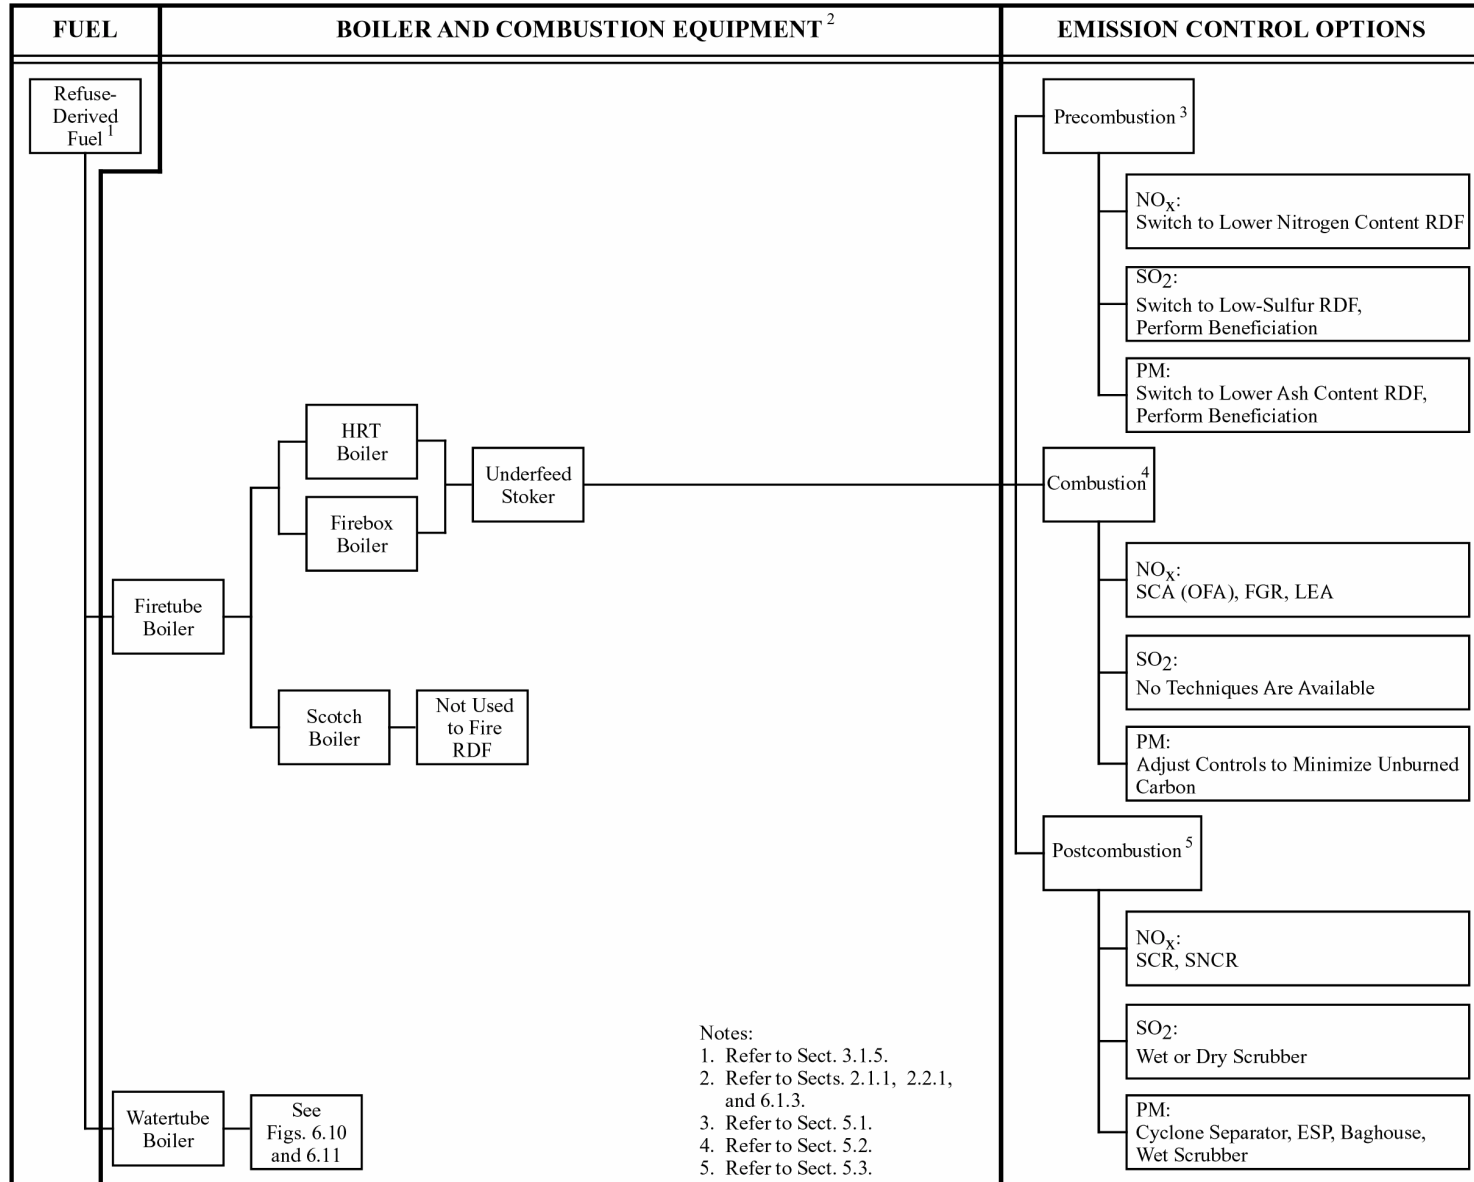 FUEL
BOILER AND COMBUSTION EQUIPMENT 2
EMISSION CONTROL OPTIONS
Refuse-
Derived
Fuel 1
Firetube
Boiler
Watertube
Boiler
HRT
Boiler
Firebox
Boiler
Underfeed
Stoker
Scotch
Boiler
Not Used
to Fire
RDF
See
Figs. 6.10
and 6.11
Notes:
1. Refer to Sect. 3.1.5.
2. Refer to Sects. 2.1.1, 2.2.1,
and 6.1.3.
3. Refer to Sect. 5.1.
4. Refer to Sect. 5.2.
5. Refer to Sect. 5.3.
Precombustion 3
NOx:
Switch to Lower Nitrogen Content RDF
SO2:
Switch to Low-Sulfur RDF,
Perform Beneficiation
PM:
Switch to Lower Ash Content RDF,
Perform Beneficiation
Combustion 4
NOx:
SCA (OFA), FGR, LEA
SO2:
No Techniques Are Available
PM:
Adjust Controls to Minimize Unburned
Carbon
Postcombustion 5
NOx:
SCR, SNCR
SO2:
Wet or Dry Scrubber
PM:
Cyclone Separator, ESP, Baghouse,
Wet Scrubber